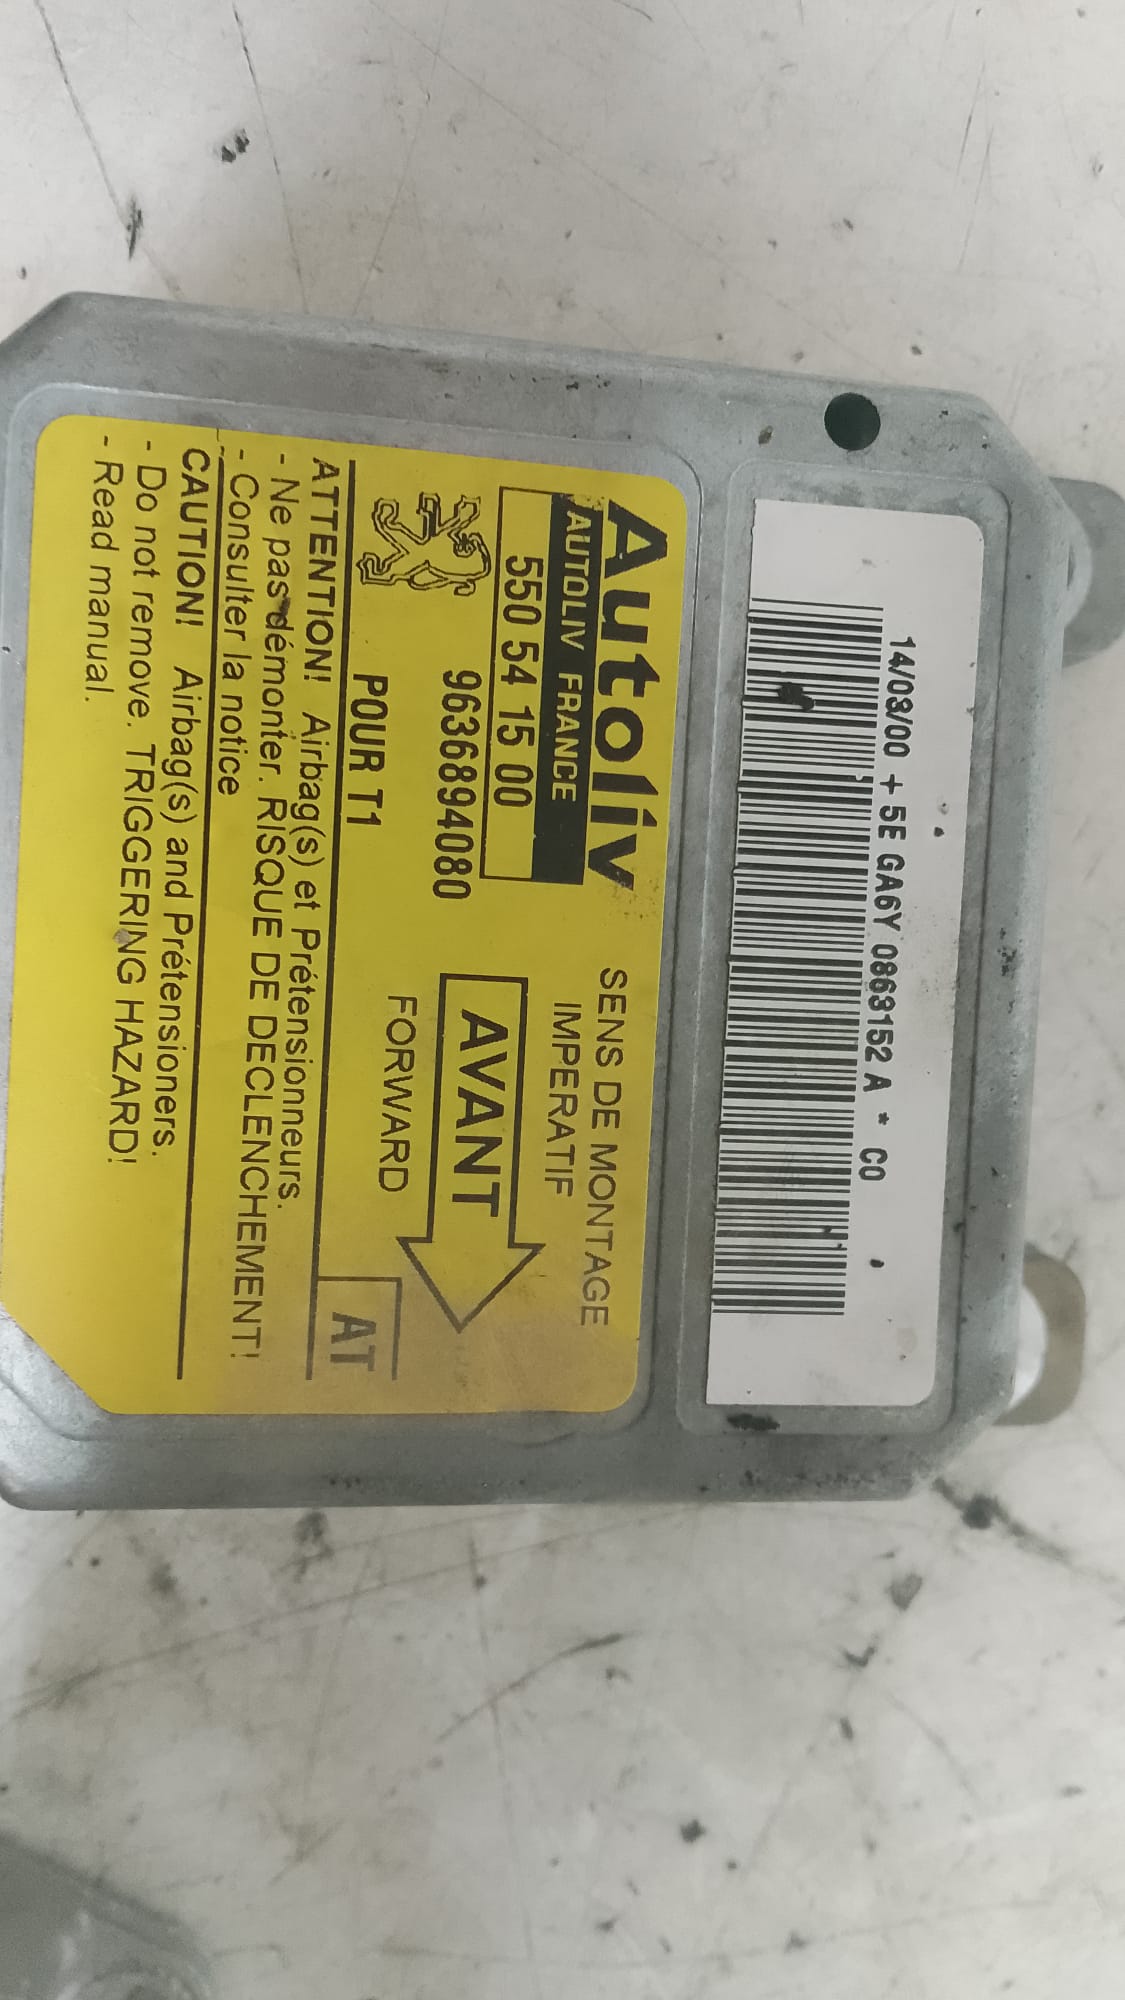 14/03/00 + 5E GA6Y 0863152 A * C0
Autoliv
AUTOLIV FRANCE
550 54 15 00
9636894080
POUR T1
SENS DE MONTAGE
IMPERATIF
AVANT
FORWARD
AT
ATTENTION! Airbag(s) et Prétensionneurs.
- Ne pas démonter. RISQUE DE DECLENCHEMENT!
- Consulter la notice
CAUTION! Airbag(s) and Prétensioners.
- Do not remove. TRIGGERING HAZARD!
- Read manual.